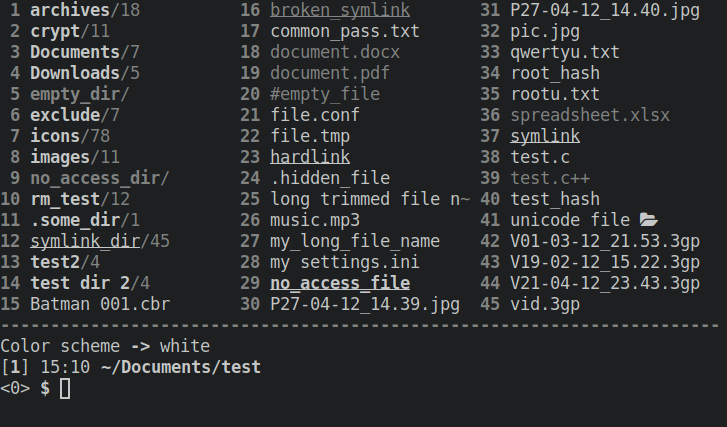 1 archives/18 16 broken_symlink 31 P27-04-12_14.40.jpg
2 crypt/11 17 common_pass.txt 32 pic.jpg
3 Documents/7 18 document.docx 33 qwertyu.txt
4 Downloads/5 19 document.pdf 34 root_hash
5 empty_dir/ 20 #empty_file 35 rootu.txt
6 exclude/7 21 file.conf 36 spreadsheet.xlsx
7 icons/78 22 file.tmp 37 symlink
8 images/11 23 hardlink 38 test.c
9 no_access_dir/ 24 .hidden_file 39 test.c++
10 rm_test/12 25 long trimmed file n~ 40 test_hash
11 .some_dir/1 26 music.mp3 41 unicode file 
12 symlink_dir/45 27 my_long_file_name 42 V01-03-12_21.53.3gp
13 test2/4 28 my settings.ini 43 V19-02-12_15.22.3gp
14 test dir 2/4 29 no_access_file 44 V21-04-12_23.43.3gp
15 Batman 001.cbr 30 P27-04-12_14.39.jpg 45 vid.3gp
------------------------------------------------------------------------
Color scheme -> white
[1] 15:10 ~/Documents/test
<0> $